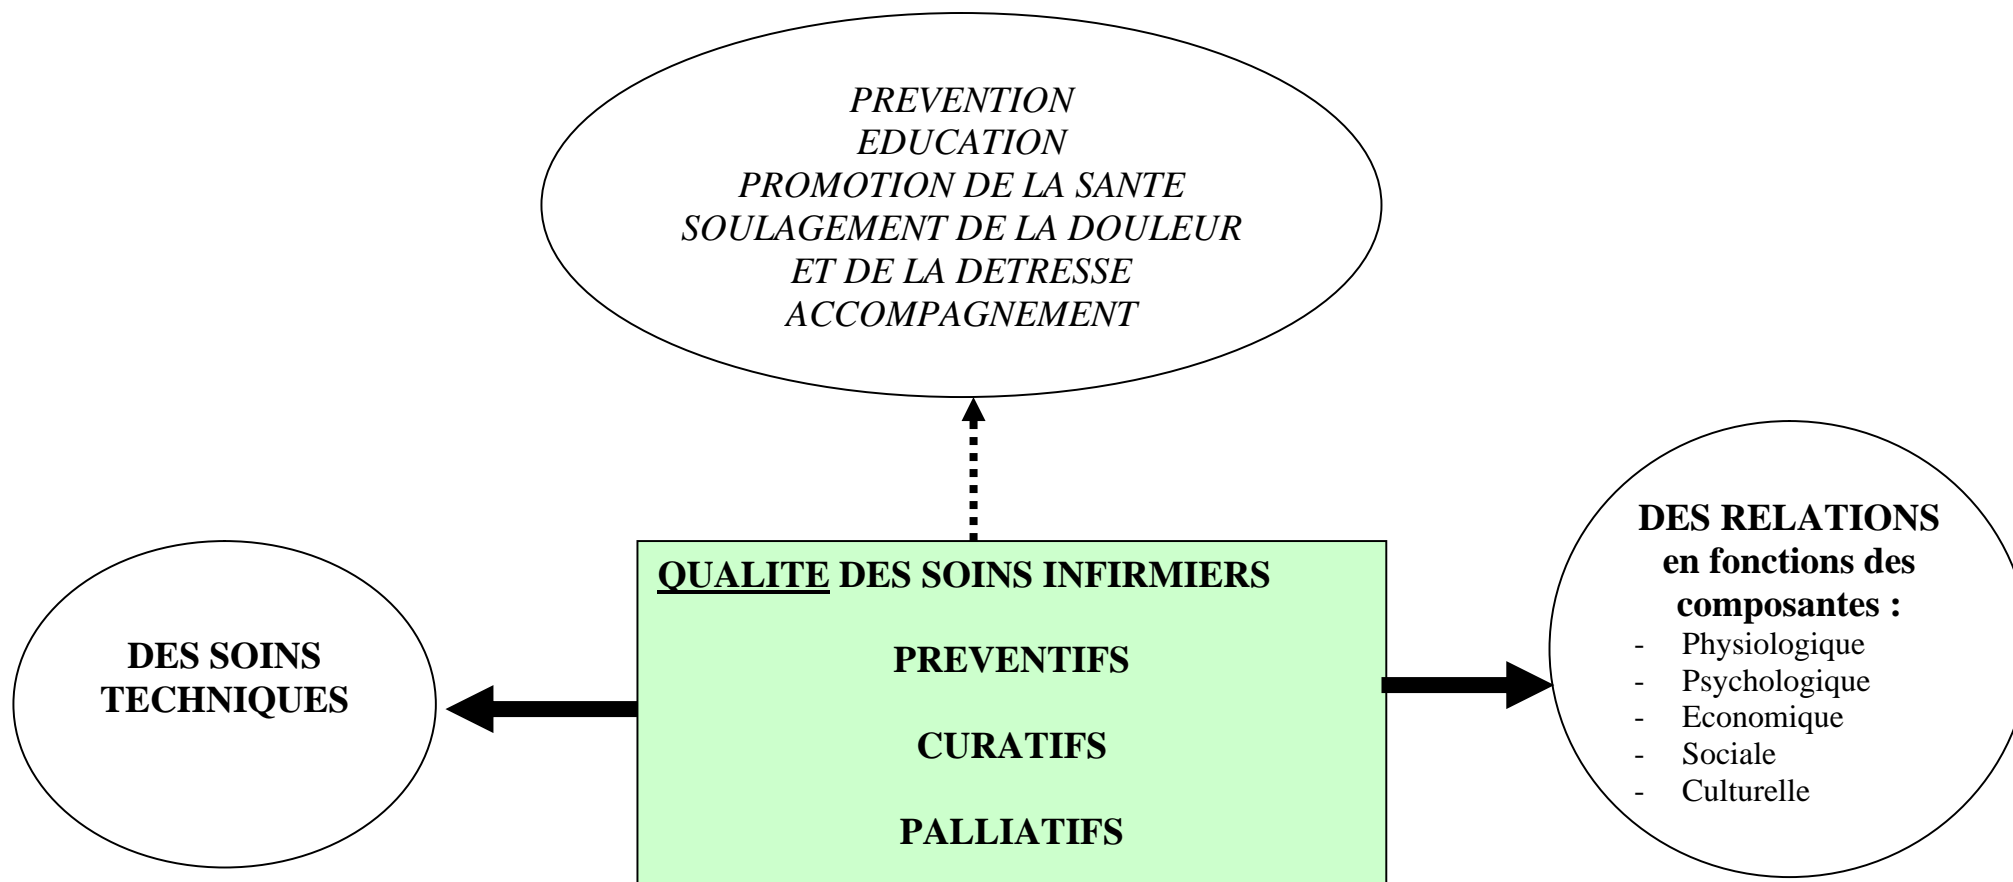 PREVENTION
EDUCATION
PROMOTION DE LA SANTE
SOULAGEMENT DE LA DOULEUR
ET DE LA DETRESSE
ACCOMPAGNEMENT
DES SOINS
TECHNIQUES
QUALITE DES SOINS INFIRMIERS
PREVENTIFS
CURATIFS
PALLIATIFS
DES RELATIONS
en fonctions des
composantes :
- Physiologique
- Psychologique
- Economique
- Sociale
- Culturelle